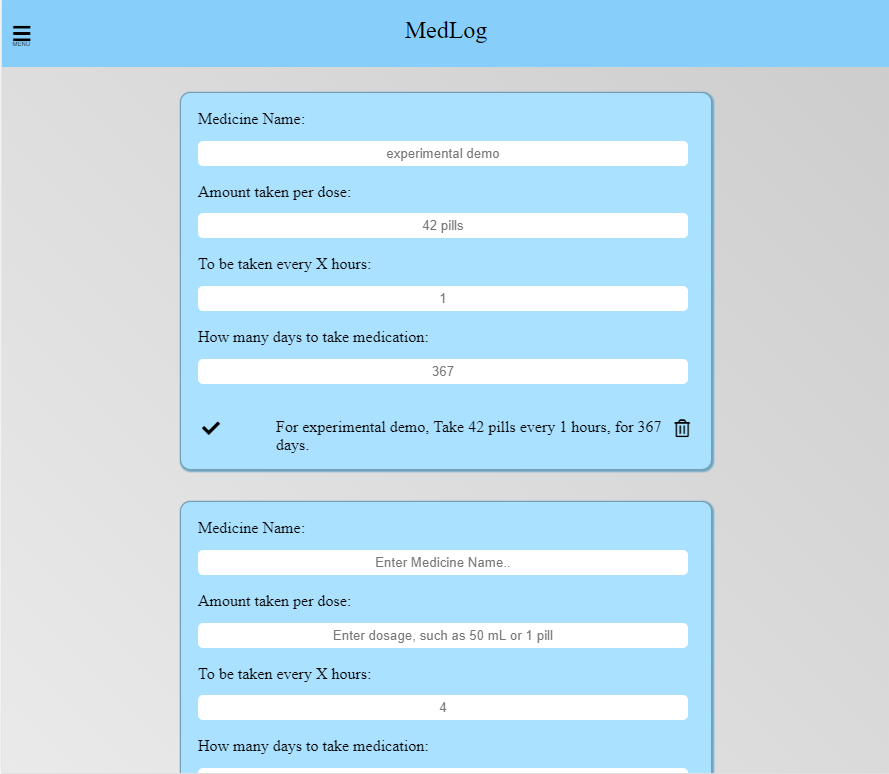 MedLog
MENU
Medicine Name:
experimental demo
Amount taken per dose:
42 pills
To be taken every X hours:
1
How many days to take medication:
367
For experimental demo, Take 42 pills every 1 hours, for 367
days.
Medicine Name:
Enter Medicine Name..
Amount taken per dose:
Enter dosage, such as 50 mL or 1 pill
To be taken every X hours:
4
How many days to take medication: